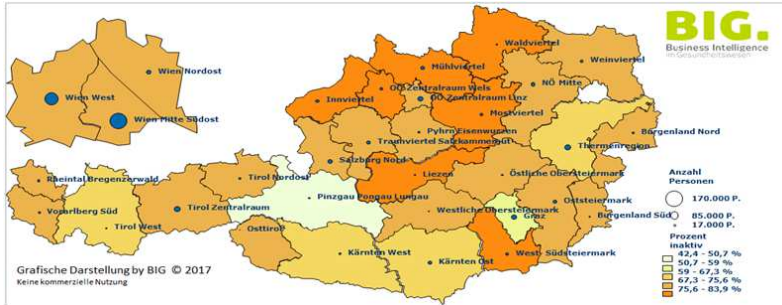 BIG.
Business Intelligence
im Gesundheitswesen
Waldviertel
Mühlviertel
Weinviertel
Wien Nordost
OÖ Zentralraum Wels
NÖ Mitte
Wien West
Innviertel
OÖ Zentralraum Linz
Wien Mitte Südost
Mostviertel
Pyhrn Eisenwurzen
Burgenland Nord
Traunviertel Salzkammergut
Thermenregion
Salzburg Nord
Rheintal Bregenzerwald
Tirol Nordost
Liezen
Östliche Obersteiermark
Pinzgau Pongau Lungau
Oststeiermark
Vorarlberg Süd
Tirol Zentralraum
Westliche Obersteiermark
Graz
Burgenland Süd
Tirol West
Osttirol
Kärnten West
West- Südsteiermark
Kärnten Ost
Anzahl
Personen
170.000 P.
85.000 P.
17.000 P.
Prozent
inaktiv
42,4 - 50,7 %
50,7 - 59 %
59 - 67,3 %
67,3 - 75,6 %
75,6 - 83,9 %
Grafische Darstellung by BIG © 2017
Keine kommerzielle Nutzung